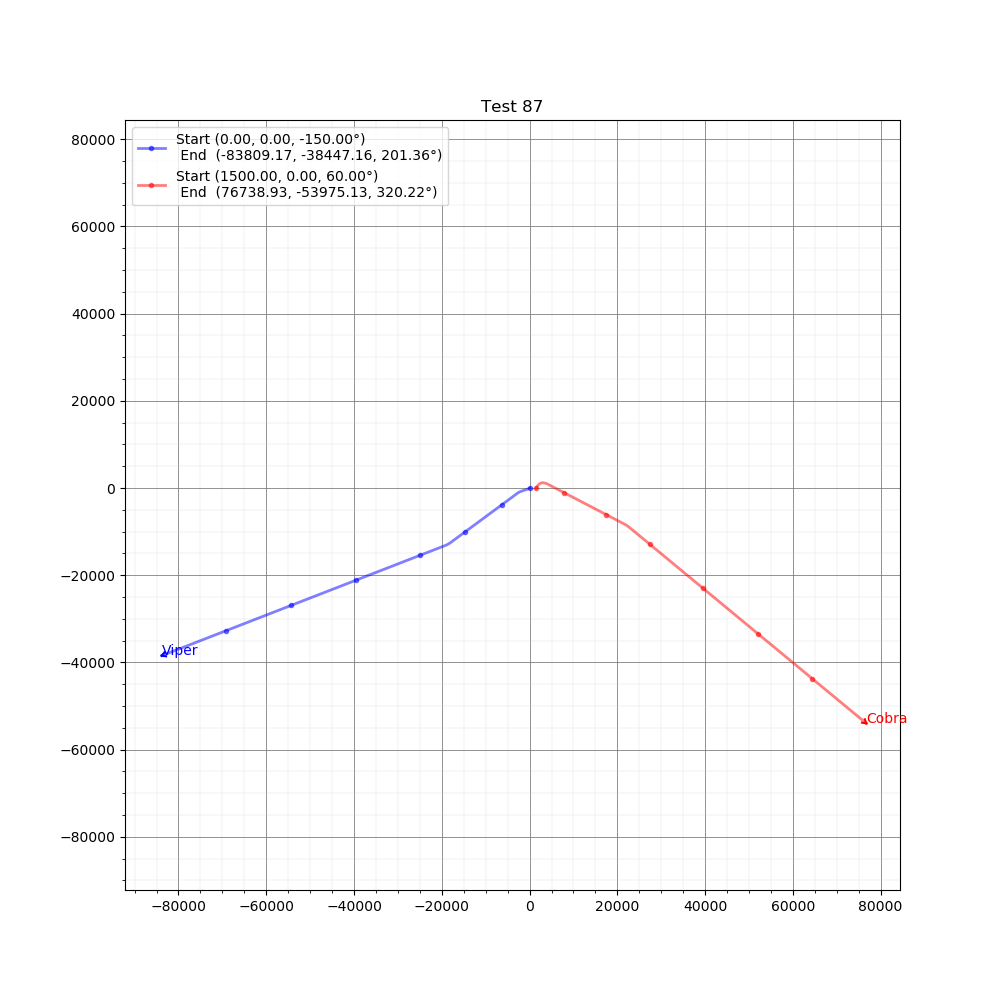 Test 87
Start (0.00, 0.00, -150.00°)
End (-83809.17, -38447.16, 201.36°)
Start (1500.00, 0.00, 60.00°)
End (76738.93, -53975.13, 320.22°)
80000
60000
40000
20000
0
−20000
−40000
−60000
−80000
Viper
Cobra
−80000 −60000 −40000 −20000 0 20000 40000 60000 80000